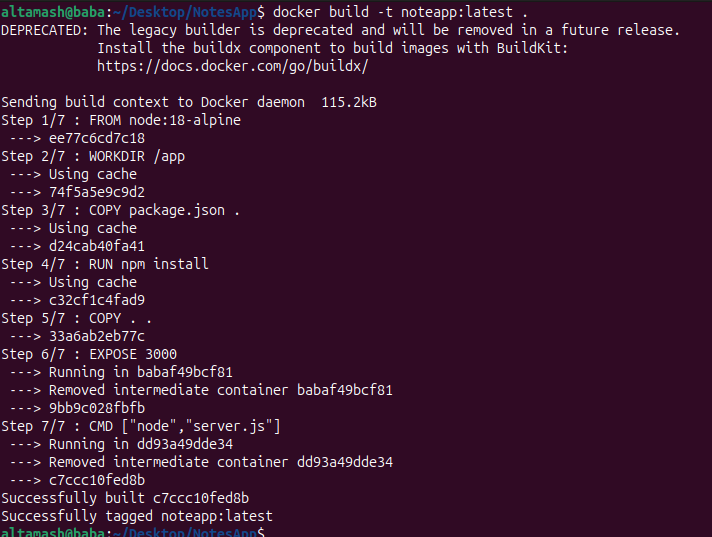 altamash@baba:~/Desktop/NotesApp$ docker build -t noteapp:latest .
DEPRECATED: The legacy builder is deprecated and will be removed in a future release.
            Install the buildx component to build images with BuildKit:
            https://docs.docker.com/go/buildx/

Sending build context to Docker daemon  115.2kB
Step 1/7 : FROM node:18-alpine
 ---> ee77c6cd7c18
Step 2/7 : WORKDIR /app
 ---> Using cache
 ---> 74f5a5e9c9d2
Step 3/7 : COPY package.json .
 ---> Using cache
 ---> d24cab40fa41
Step 4/7 : RUN npm install
 ---> Using cache
 ---> c32cf1c4fad9
Step 5/7 : COPY . .
 ---> 33a6ab2eb77c
Step 6/7 : EXPOSE 3000
 ---> Running in babaf49bcf81
 ---> Removed intermediate container babaf49bcf81
 ---> 9bb9c028fbfb
Step 7/7 : CMD ["node","server.js"]
 ---> Running in dd93a49dde34
 ---> Removed intermediate container dd93a49dde34
 ---> c7ccc10fed8b
Successfully built c7ccc10fed8b
Successfully tagged noteapp:latest
altamash@baba:~/Desktop/NotesApp$